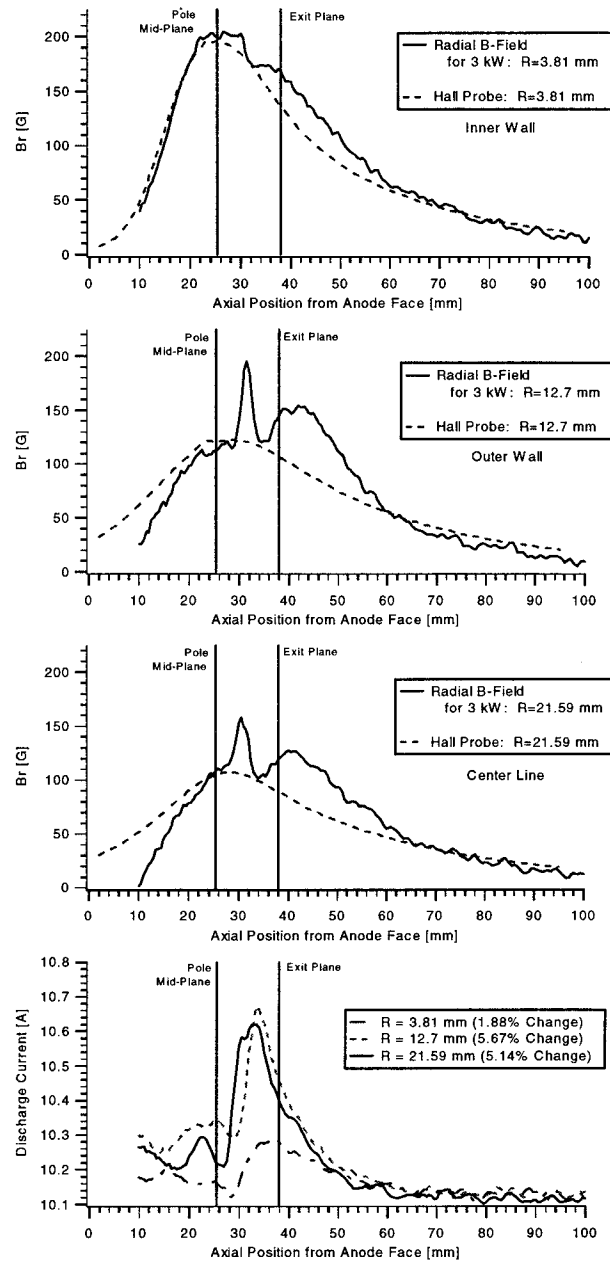 Pole
Mid-Plane
Exit Plane
Radial B-Field
for 3 kW: R=3.81 mm
Hall Probe: R=3.81 mm
Inner Wall
Br [G]
200
150
100
50
0
0 10 20 30 40 50 60 70 80 90 100
Axial Position from Anode Face [mm]
Pole
Mid-Plane
Exit Plane
Radial B-Field
for 3 kW: R=12.7 mm
Hall Probe: R=12.7 mm
Outer Wall
Br [G]
200
150
100
50
0
0 10 20 30 40 50 60 70 80 90 100
Axial Position from Anode Face [mm]
Pole
Mid-Plane
Exit Plane
Radial B-Field
for 3 kW: R=21.59 mm
Hall Probe: R=21.59 mm
Center Line
Br [G]
200
150
100
50
0
0 10 20 30 40 50 60 70 80 90 100
Axial Position from Anode Face [mm]
Pole
Mid-Plane
Exit Plane
R = 3.81 mm (1.88% Change)
R = 12.7 mm (5.67% Change)
R = 21.59 mm (5.14% Change)
Discharge Current [A]
10.8
10.7
10.6
10.5
10.4
10.3
10.2
10.1
0 10 20 30 40 50 60 70 80 90 100
Axial Position from Anode Face [mm]